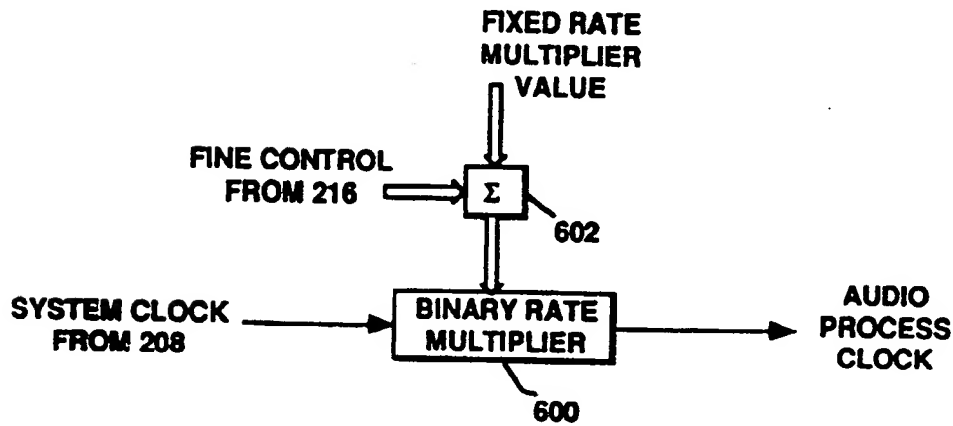 FIXED RATE
MULTIPLIER
VALUE
FINE CONTROL
FROM 216
Σ
602
SYSTEM CLOCK
FROM 208
BINARY RATE
MULTIPLIER
AUDIO
PROCESS
CLOCK
600